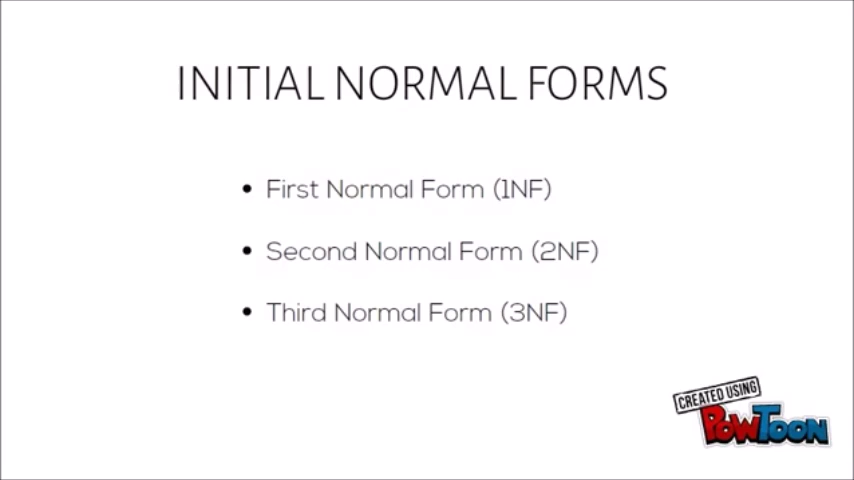 INITIAL NORMAL FORMS
• First Normal Form (1NF)
• Second Normal Form (2NF)
• Third Normal Form (3NF)
CREATED USING
POWTOON